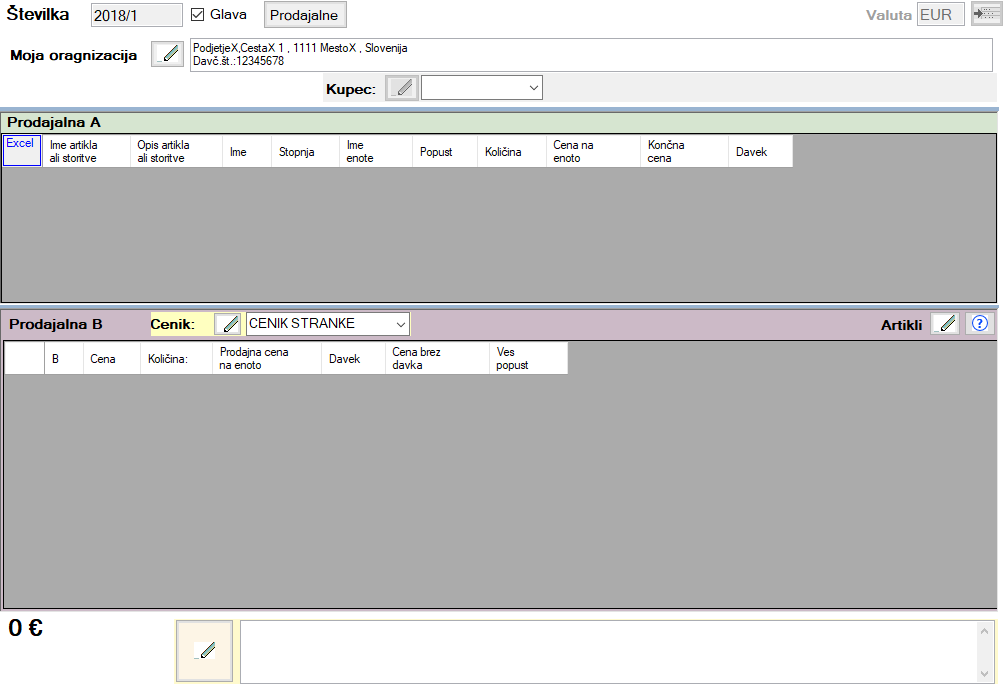 Številka 2018/1 Glava Prodajalne Valuta EUR
Moja oragnizacija PodjetjeX,CestaX 1 , 1111 MestoX , Slovenija
Davč.št.:12345678
Kupec:
Prodajalna A
Excel Ime artikla Opis artikla Ime Stopnja Ime Popust Količina Cena na Končna Davek
ali storitve ali storitve enote enoto cena
Prodajalna B Cenik: CENIK STRANKE Artikli ?
B Cena Količina: Prodajna cena Davek Cena brez Ves
na enoto davka popust
0 €